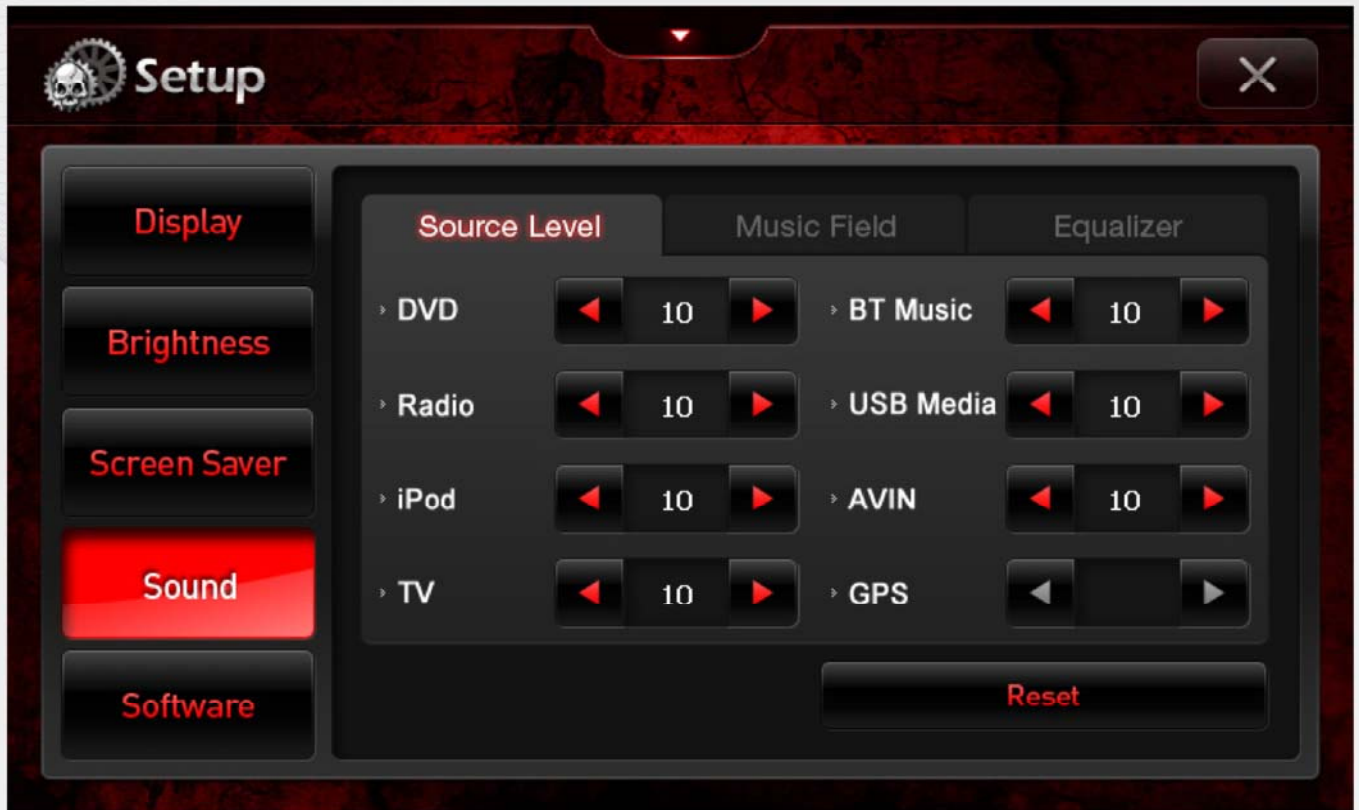 Setup
Display
Brightness
Screen Saver
Sound
Software
Source Level Music Field Equalizer
DVD 10 BT Music 10
Radio 10 USB Media 10
iPod 10 AVIN 10
TV 10 GPS
Reset